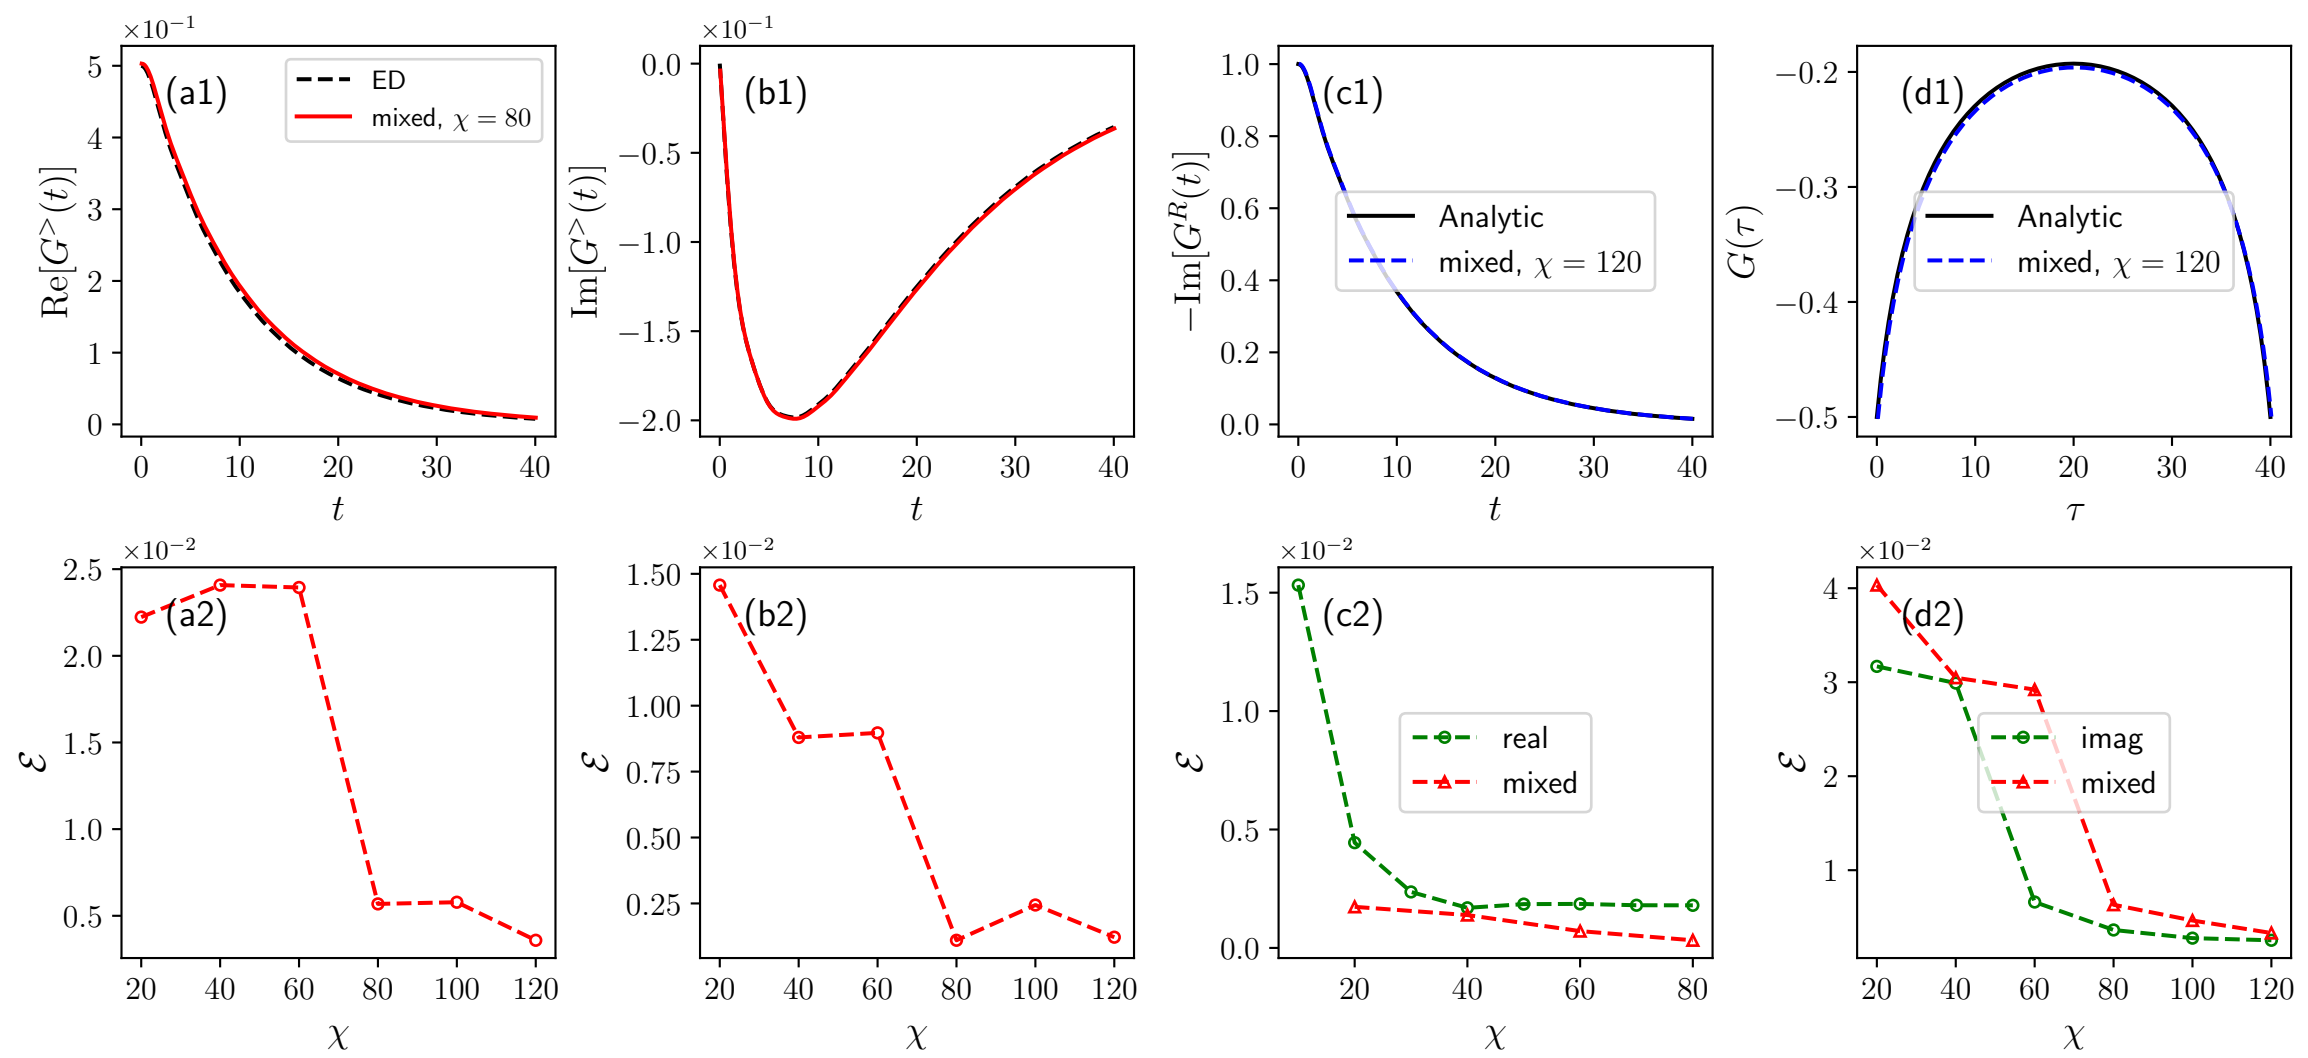 ×10⁻¹
(a1)
ED
mixed, χ = 80
Re[G^>(t)]
5
4
3
2
1
0
0 10 20 30 40
t
×10⁻¹
(b1)
Im[G^>(t)]
0.0
−0.5
−1.0
−1.5
−2.0
0 10 20 30 40
t
(c1)
Analytic
mixed, χ = 120
−Im[G^R(t)]
1.0
0.8
0.6
0.4
0.2
0.0
0 10 20 30 40
t
(d1)
Analytic
mixed, χ = 120
G(τ)
−0.2
−0.3
−0.4
−0.5
0 10 20 30 40
τ
×10⁻²
(a2)
ℰ
2.5
2.0
1.5
1.0
0.5
20 40 60 80 100 120
χ
×10⁻²
(b2)
ℰ
1.50
1.25
1.00
0.75
0.50
0.25
20 40 60 80 100 120
χ
×10⁻²
(c2)
real
mixed
ℰ
1.5
1.0
0.5
0.0
20 40 60 80
χ
×10⁻²
(d2)
imag
mixed
ℰ
4
3
2
1
20 40 60 80 100 120
χ